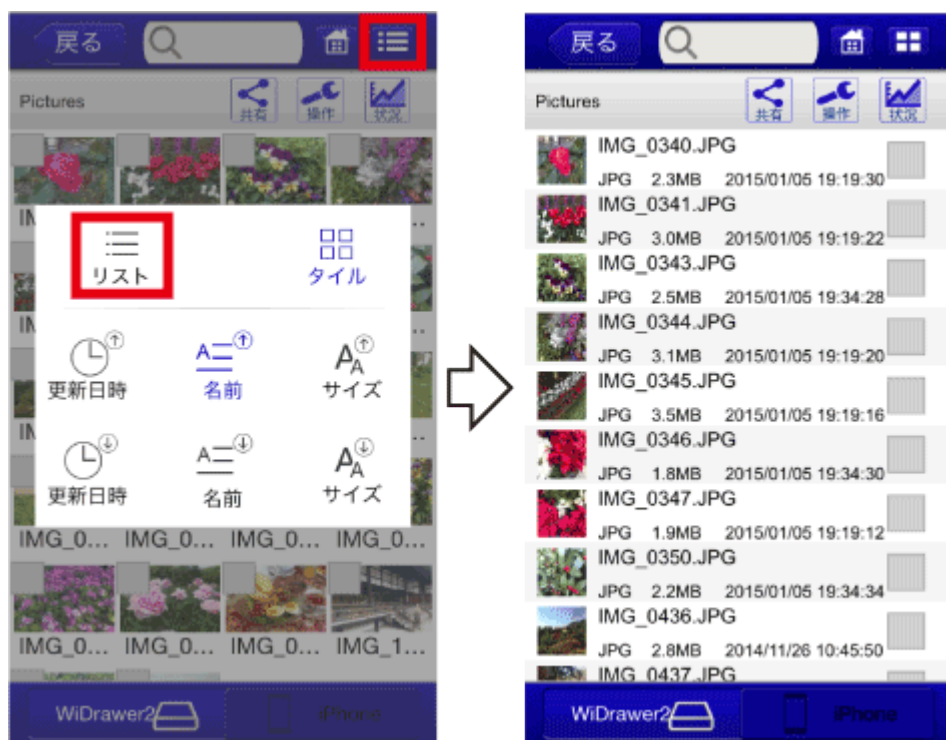 戻る
Pictures
共有 操作 状況
リスト タイル
更新日時 名前 サイズ
更新日時 名前 サイズ
IMG_0... IMG_0... IMG_0... IMG_0...
IMG_0... IMG_0... IMG_0... IMG_1...
WiDrawer2 iPhone
戻る
Pictures
共有 操作 状況
IMG_0340.JPG
JPG 2.3MB 2015/01/05 19:19:30
IMG_0341.JPG
JPG 3.0MB 2015/01/05 19:19:22
IMG_0343.JPG
JPG 2.5MB 2015/01/05 19:34:28
IMG_0344.JPG
JPG 3.1MB 2015/01/05 19:19:20
IMG_0345.JPG
JPG 3.5MB 2015/01/05 19:19:16
IMG_0346.JPG
JPG 1.8MB 2015/01/05 19:34:30
IMG_0347.JPG
JPG 1.9MB 2015/01/05 19:19:12
IMG_0350.JPG
JPG 2.2MB 2015/01/05 19:34:34
IMG_0436.JPG
JPG 2.8MB 2014/11/26 10:45:50
IMG_0437.JPG
WiDrawer2 iPhone